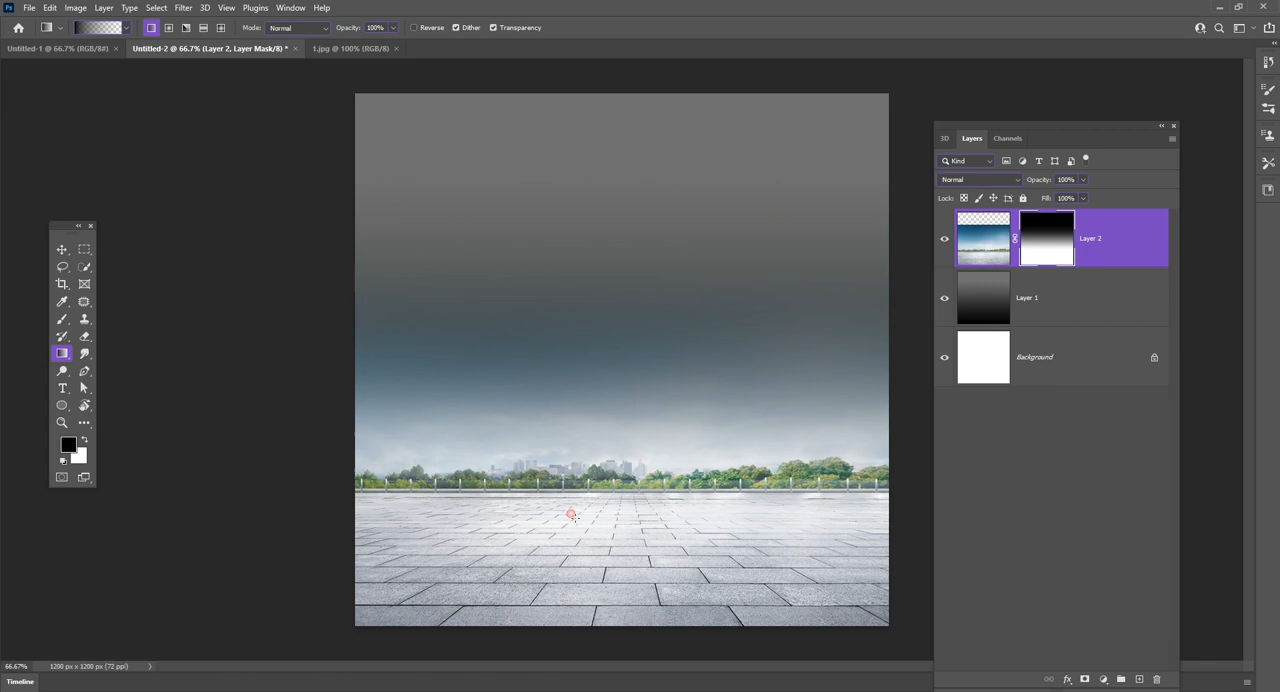 Ps File Edit Image Layer Type Select Filter 3D View Plugins Window Help
Mode: Normal Opacity: 100% Reverse Dither Transparency
Untitled-1 @ 66.7% (RGB/8#) × Untitled-2 @ 66.7% (Layer 2, Layer Mask/8) * × 1.jpg @ 100% (RGB/8) ×
3D Layers Channels
Kind
Normal Opacity: 100%
Lock: Fill: 100%
Layer 2
Layer 1
Background
66.67% 1200 px x 1200 px (72 ppi)
Timeline